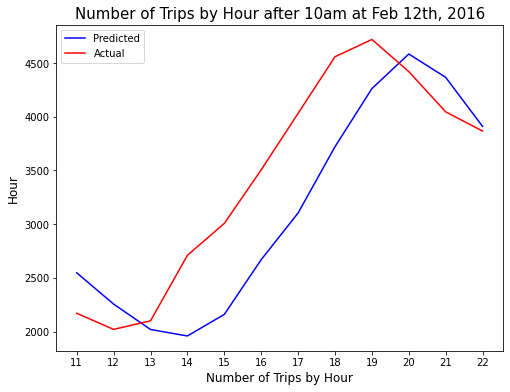 Number of Trips by Hour after 10am at Feb 12th, 2016
Predicted
Actual
4500
4000
3500
3000
2500
2000
Hour
11 12 13 14 15 16 17 18 19 20 21 22
Number of Trips by Hour